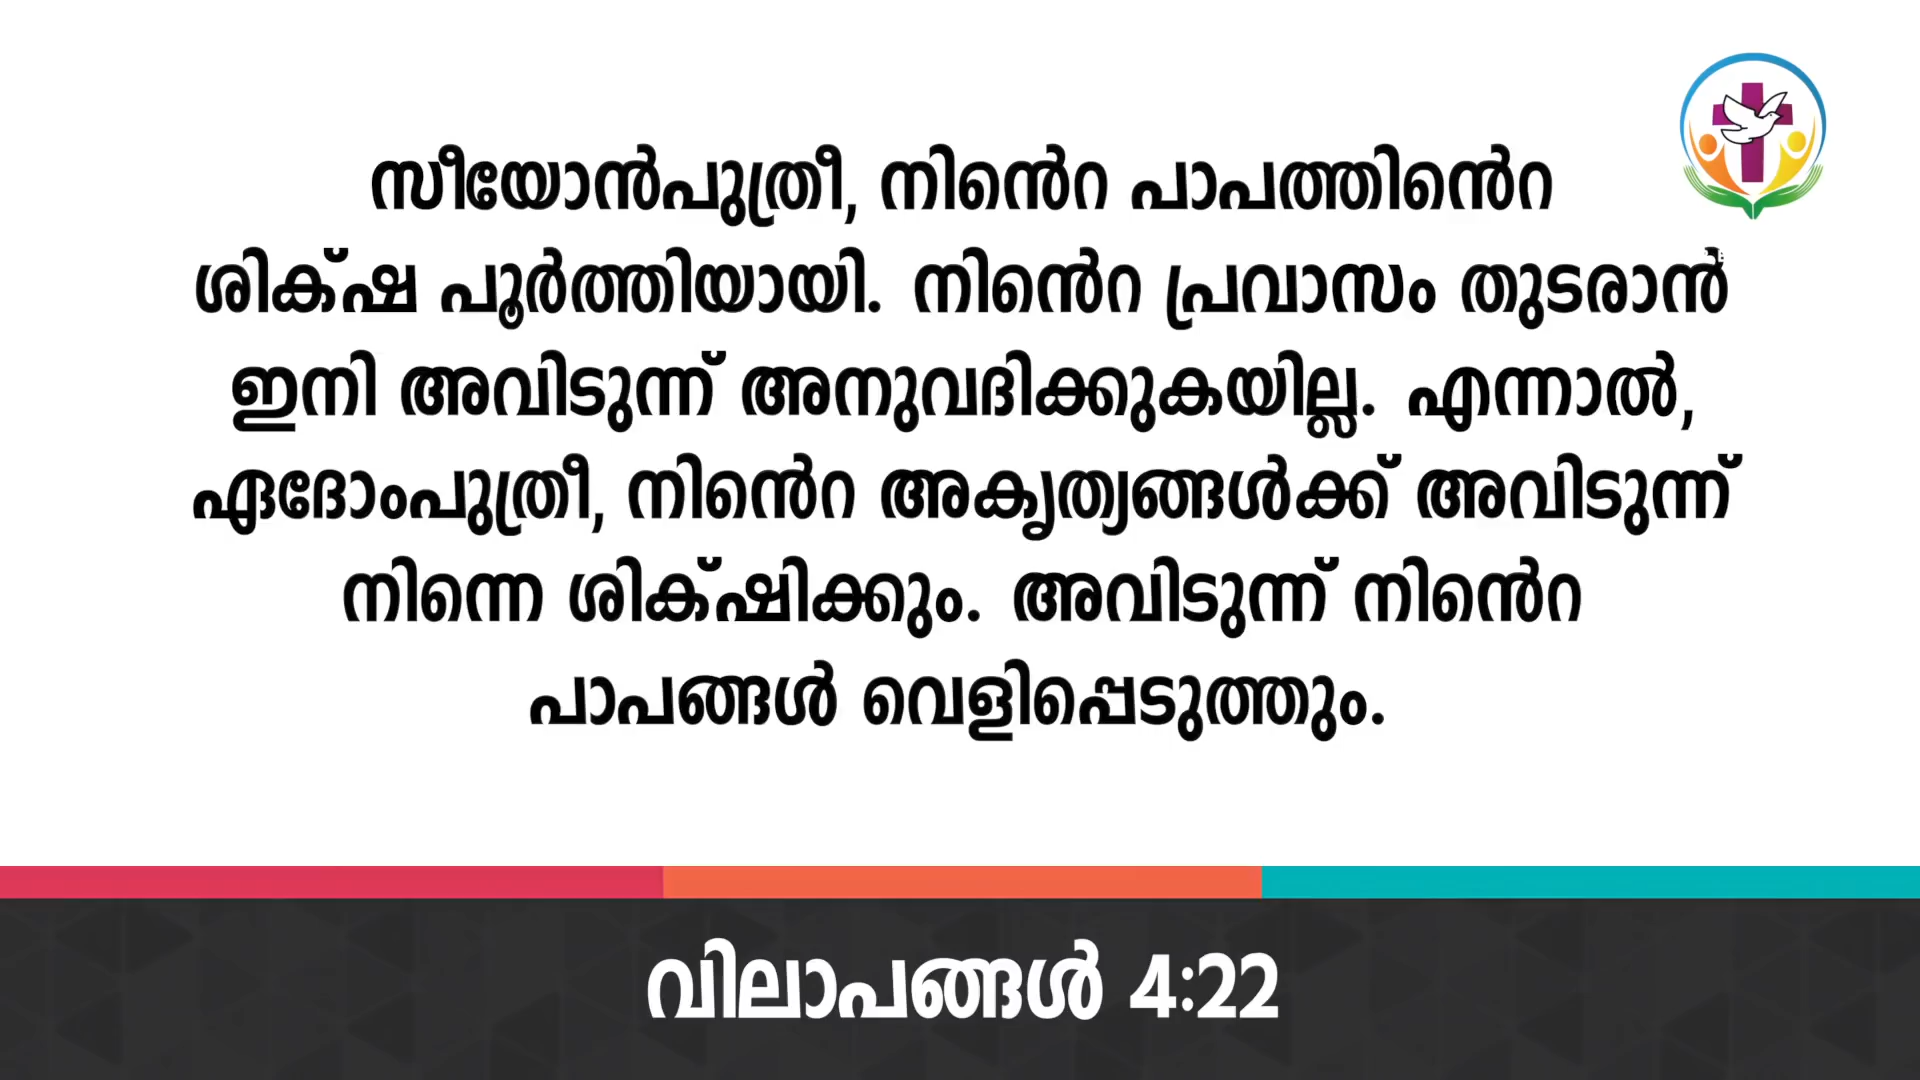 സീയോൻപുത്രീ, നിൻെറ പാപത്തിൻെറ
ശിക്‌ഷ പൂർത്തിയായി. നിൻെറ പ്രവാസം തുടരാൻ
ഇനി അവിടുന്ന് അനുവദിക്കുകയില്ല. എന്നാൽ,
ഏദോംപുത്രീ, നിൻെറ അകൃത്യങ്ങൾക്ക് അവിടുന്ന്
നിന്നെ ശിക്‌ഷിക്കും. അവിടുന്ന് നിൻെറ
പാപങ്ങൾ വെളിപ്പെടുത്തും.
വിലാപങ്ങൾ 4:22